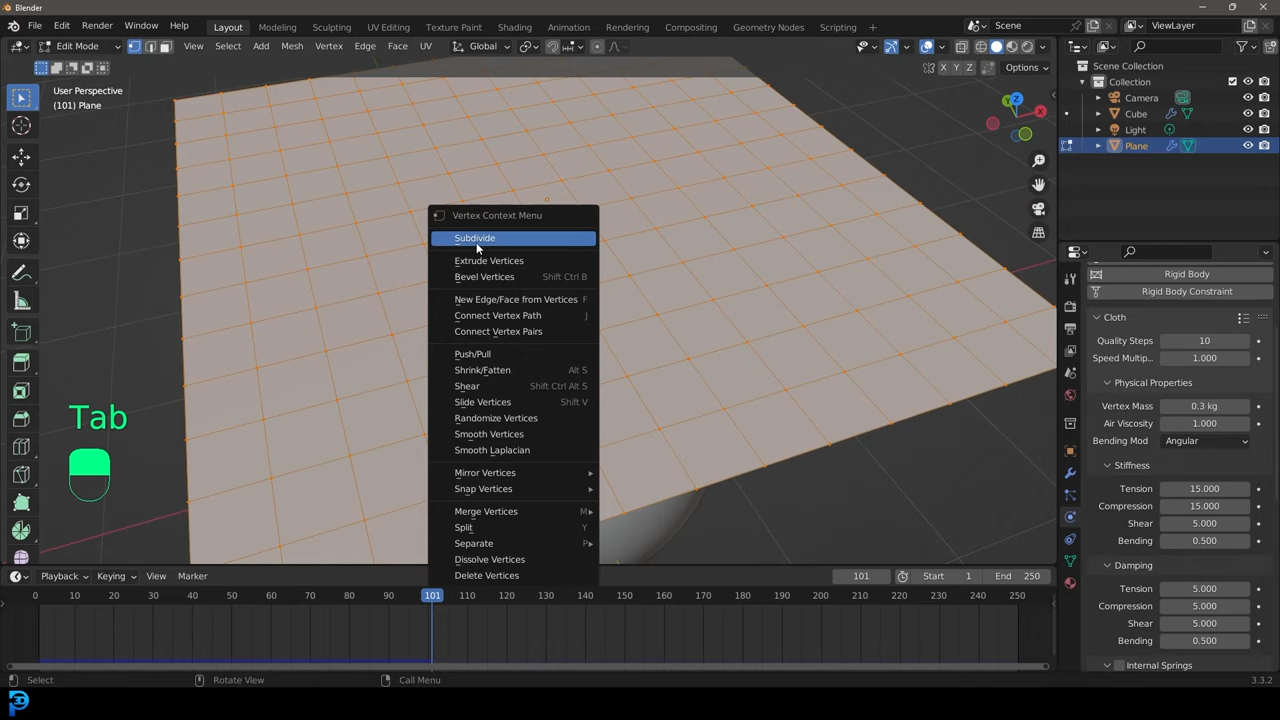 Blender
File Edit Render Window Help Layout Modeling Sculpting UV Editing Texture Paint Shading Animation Rendering Compositing Geometry Nodes Scripting + Scene ViewLayer
Edit Mode View Select Add Mesh Vertex Edge Face UV Global
X Y Z Options
User Perspective
(101) Plane
Scene Collection
Collection
Camera
Cube
Light
Plane
Z
X
Y
Vertex Context Menu
Subdivide
Extrude Vertices
Bevel Vertices Shift Ctrl B
New Edge/Face from Vertices F
Connect Vertex Path J
Connect Vertex Pairs
Push/Pull
Shrink/Fatten Alt S
Shear Shift Ctrl Alt S
Slide Vertices Shift V
Randomize Vertices
Smooth Vertices
Smooth Laplacian
Mirror Vertices
Snap Vertices
Merge Vertices M
Split Y
Separate P
Dissolve Vertices
Delete Vertices
Tab
Rigid Body
Rigid Body Constraint
Cloth
Quality Steps 10
Speed Multip... 1.000
Physical Properties
Vertex Mass 0.3 kg
Air Viscosity 1.000
Bending Mod Angular
Stiffness
Tension 15.000
Compression 15.000
Shear 5.000
Bending 0.500
Damping
Tension 5.000
Compression 5.000
Shear 5.000
Bending 0.500
Internal Springs
Playback Keying View Marker 101 Start 1 End 250
0 10 20 30 40 50 60 70 80 90 101 110 120 130 140 150 160 170 180 190 200 210 220 230 240 250
Select Rotate View Call Menu 3.3.2